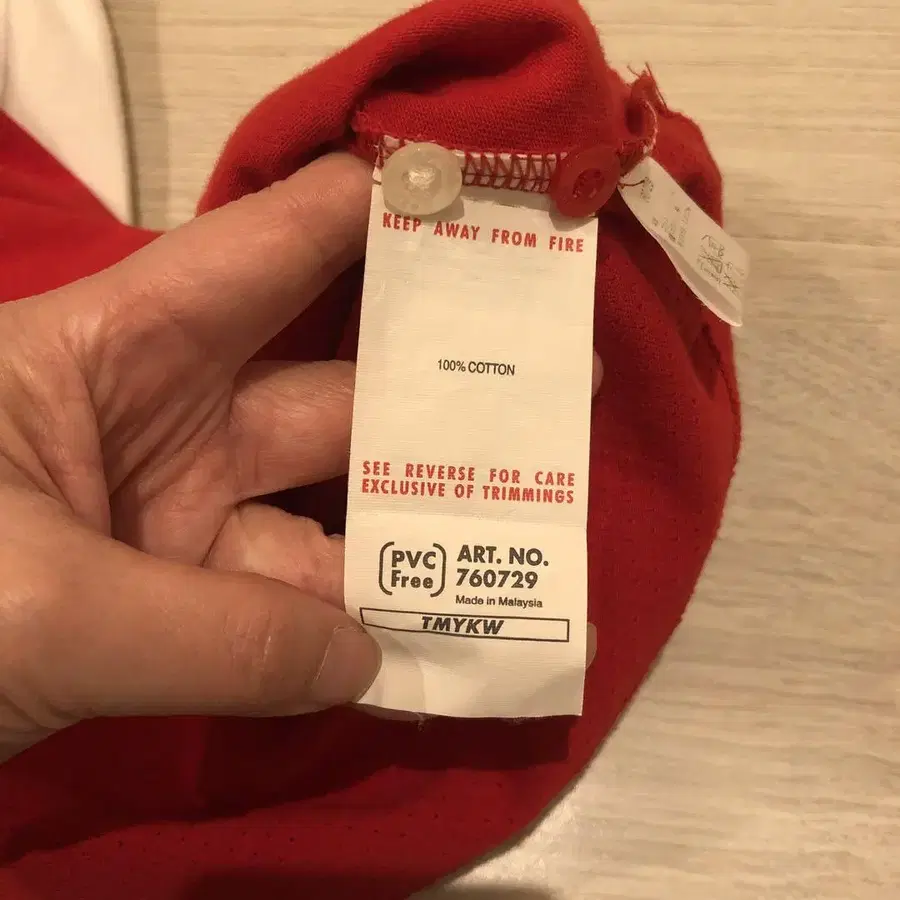 KEEP AWAY FROM FIRE
100% COTTON
SEE REVERSE FOR CARE
EXCLUSIVE OF TRIMMINGS
PVC Free
ART. NO.
760729
Made in Malaysia
TMYKW